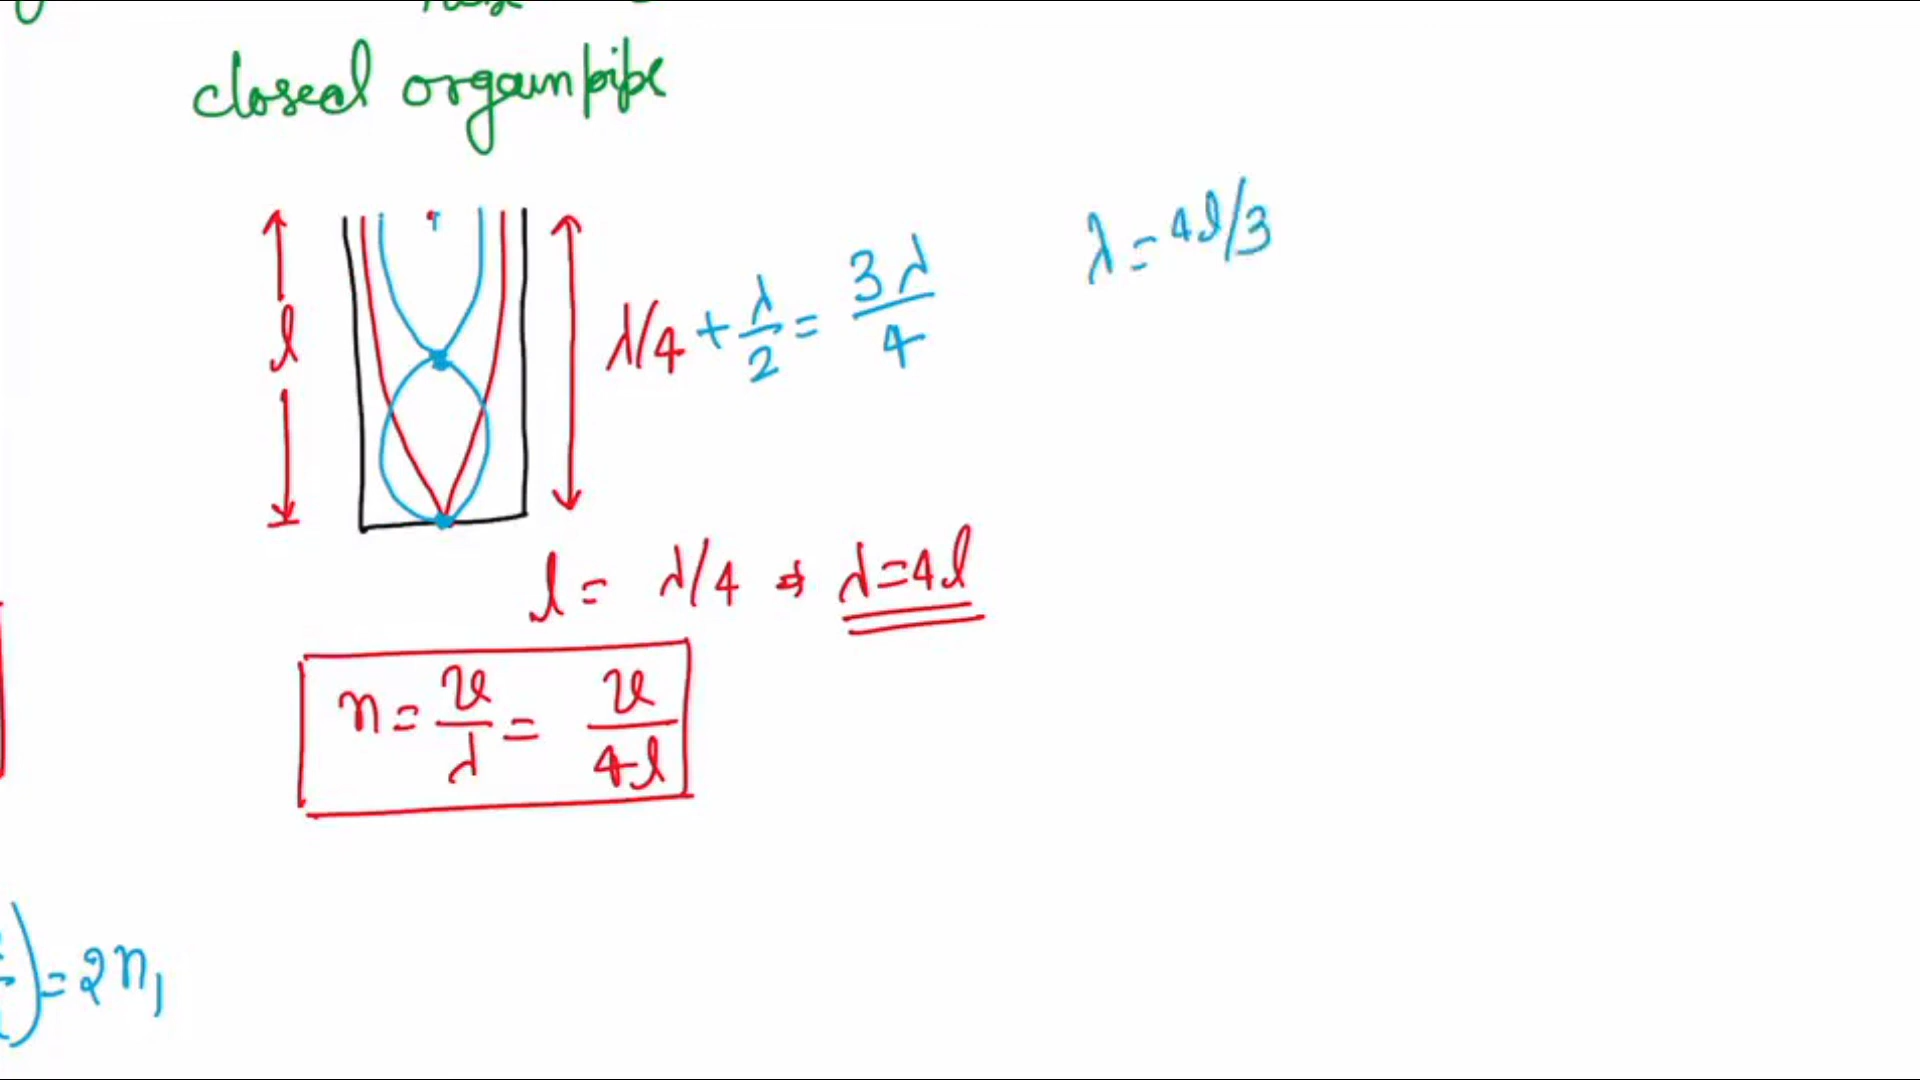 closed organ pipe
l
λ/4 + λ/2 = 3λ/4
λ = 4l/3
l = λ/4 ⇒ λ = 4l
n = v/λ = v/4l
) = 2n₁